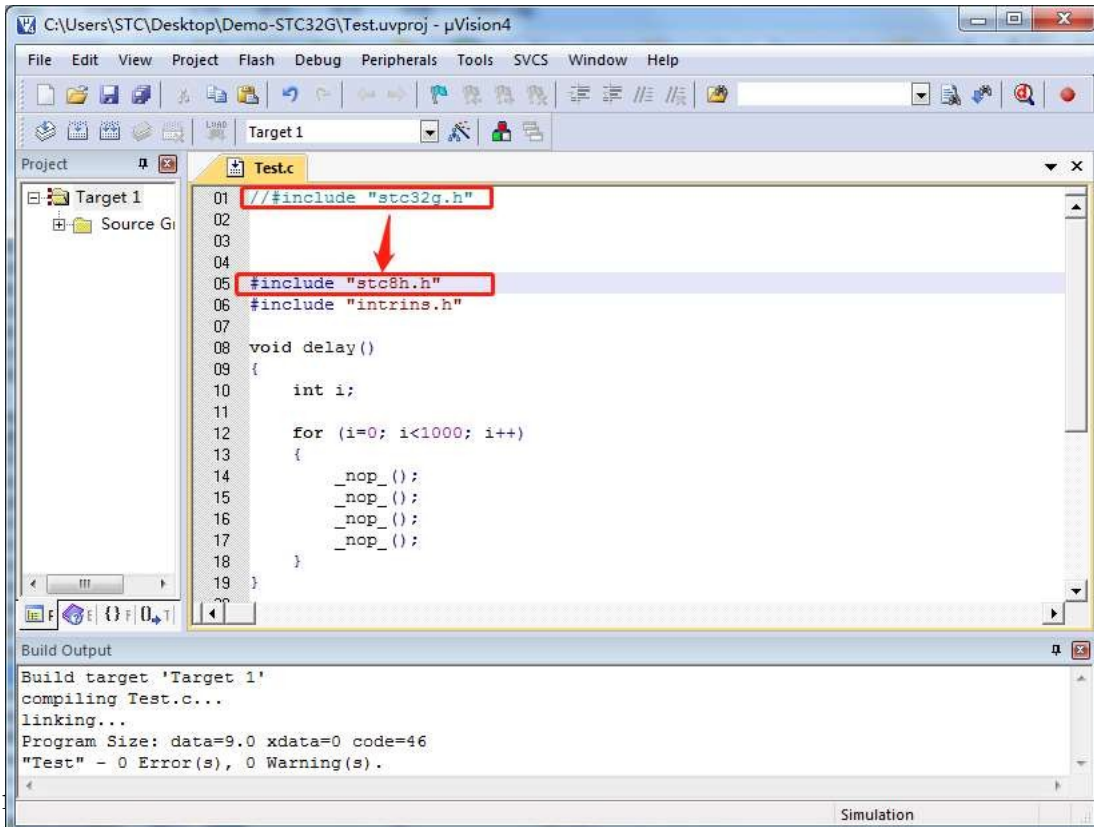 C:\Users\STC\Desktop\Demo-STC32G\Test.uvproj - µVision4
File Edit View Project Flash Debug Peripherals Tools SVCS Window Help
LOAD Target 1
Project
Test.c
Target 1
Source Gr
01 //#include "stc32g.h"
02
03
04
05 #include "stc8h.h"
06 #include "intrins.h"
07
08 void delay()
09 {
10 int i;
11
12 for (i=0; i<1000; i++)
13 {
14 _nop_();
15 _nop_();
16 _nop_();
17 _nop_();
18 }
19 }
Build Output
Build target 'Target 1'
compiling Test.c...
linking...
Program Size: data=9.0 xdata=0 code=46
"Test" - 0 Error(s), 0 Warning(s).
Simulation